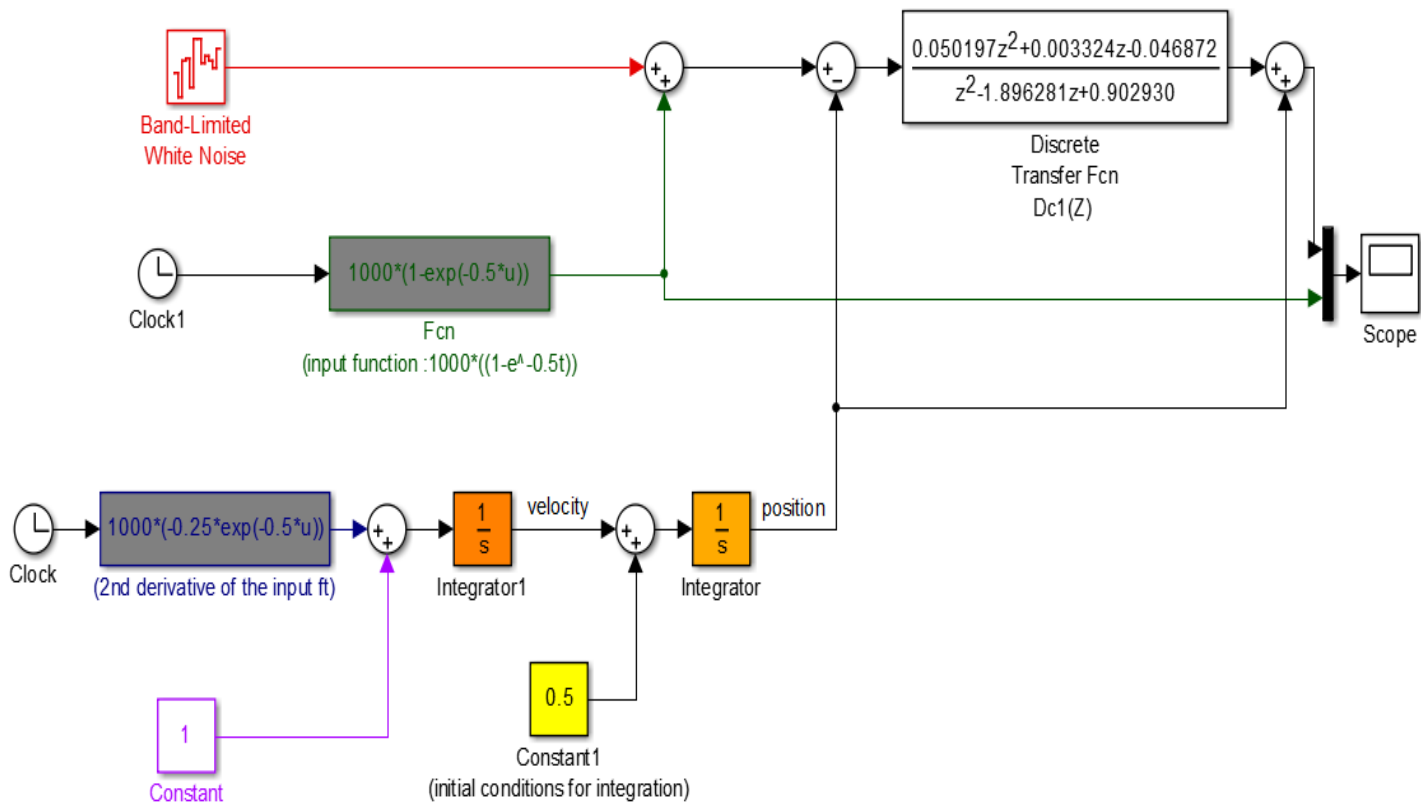 Band-Limited
White Noise
+
+
+
-
0.050197z2+0.003324z-0.046872
z2-1.896281z+0.902930
Discrete
Transfer Fcn
Dc1(Z)
+
+
Clock1
1000*(1-exp(-0.5*u))
Fcn
(input function :1000*((1-e^-0.5t))
Scope
Clock
1000*(-0.25*exp(-0.5*u))
(2nd derivative of the input ft)
+
+
1
s
Integrator1
velocity
+
+
1
s
Integrator
position
1
Constant
0.5
Constant1
(initial conditions for integration)